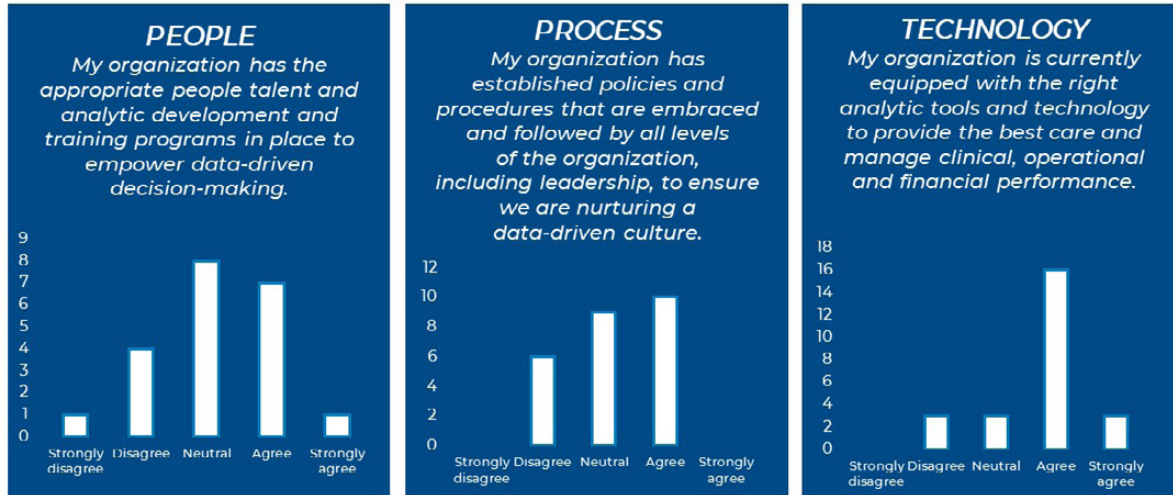 PEOPLE
My organization has the
appropriate people talent and
analytic development and
training programs in place to
empower data-driven
decision-making.
9
8
7
6
5
4
3
2
1
0
Strongly
disagree
Disagree
Neutral
Agree
Strongly
agree
PROCESS
My organization has
established policies and
procedures that are embraced
and followed by all levels
of the organization,
including leadership, to ensure
we are nurturing a
data-driven culture.
12
10
8
6
4
2
0
Strongly
disagree
Disagree
Neutral
Agree
Strongly
agree
TECHNOLOGY
My organization is currently
equipped with the right
analytic tools and technology
to provide the best care and
manage clinical, operational
and financial performance.
18
16
14
12
10
8
6
4
2
0
Strongly
disagree
Disagree
Neutral
Agree
Strongly
agree